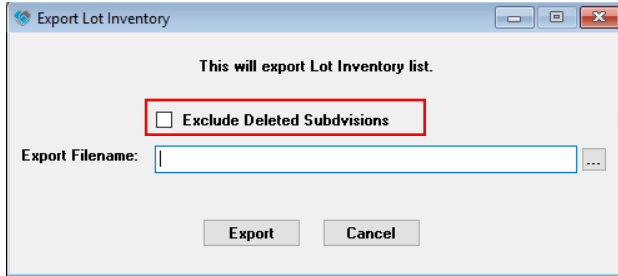 Export Lot Inventory
This will export Lot Inventory list.
Exclude Deleted Subdvisions
Export Filename:
...
Export Cancel